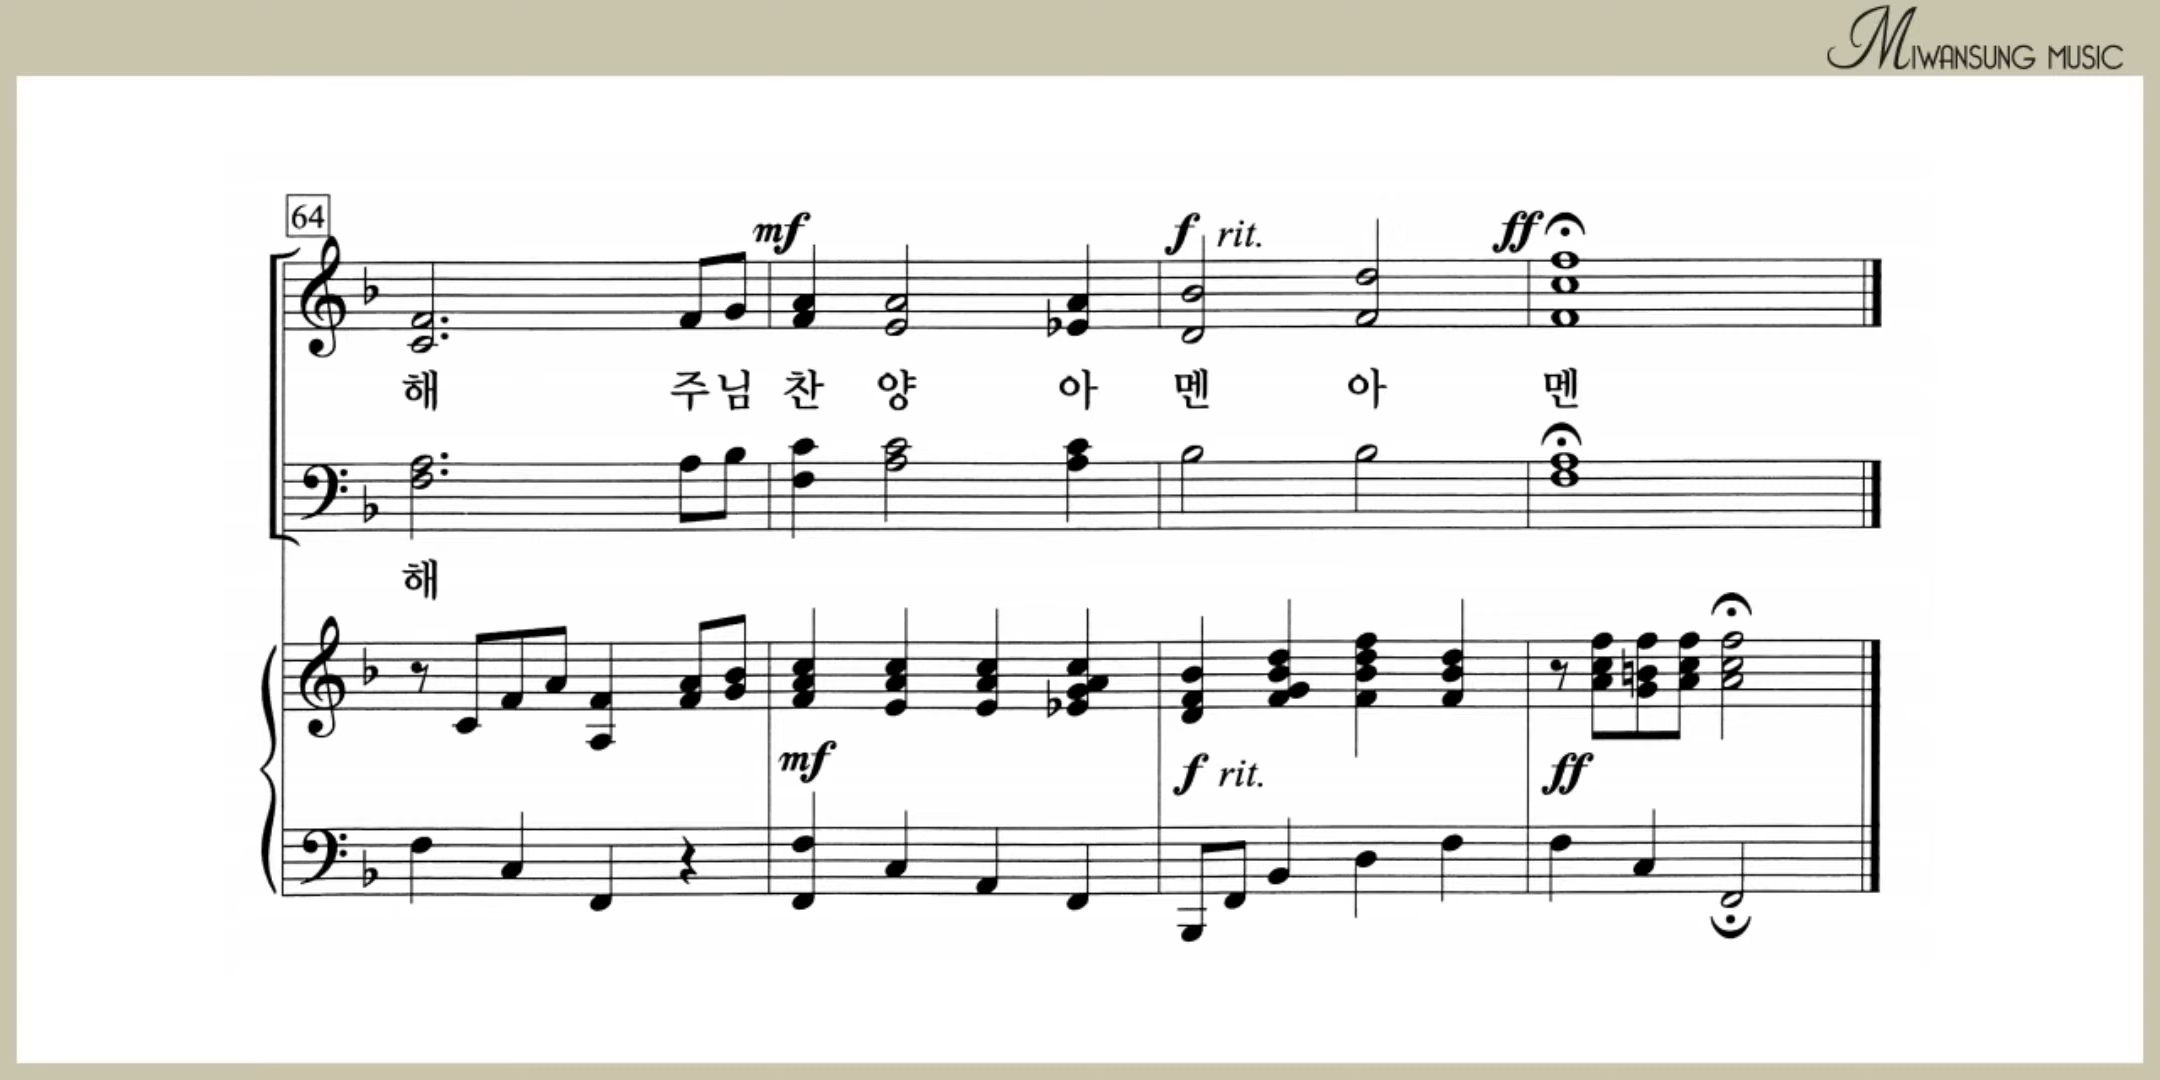 MIWANSUNG MUSIC
64
mf f rit. ff
해 주 님 찬 양 아 멘 아 멘
해
mf f rit. ff